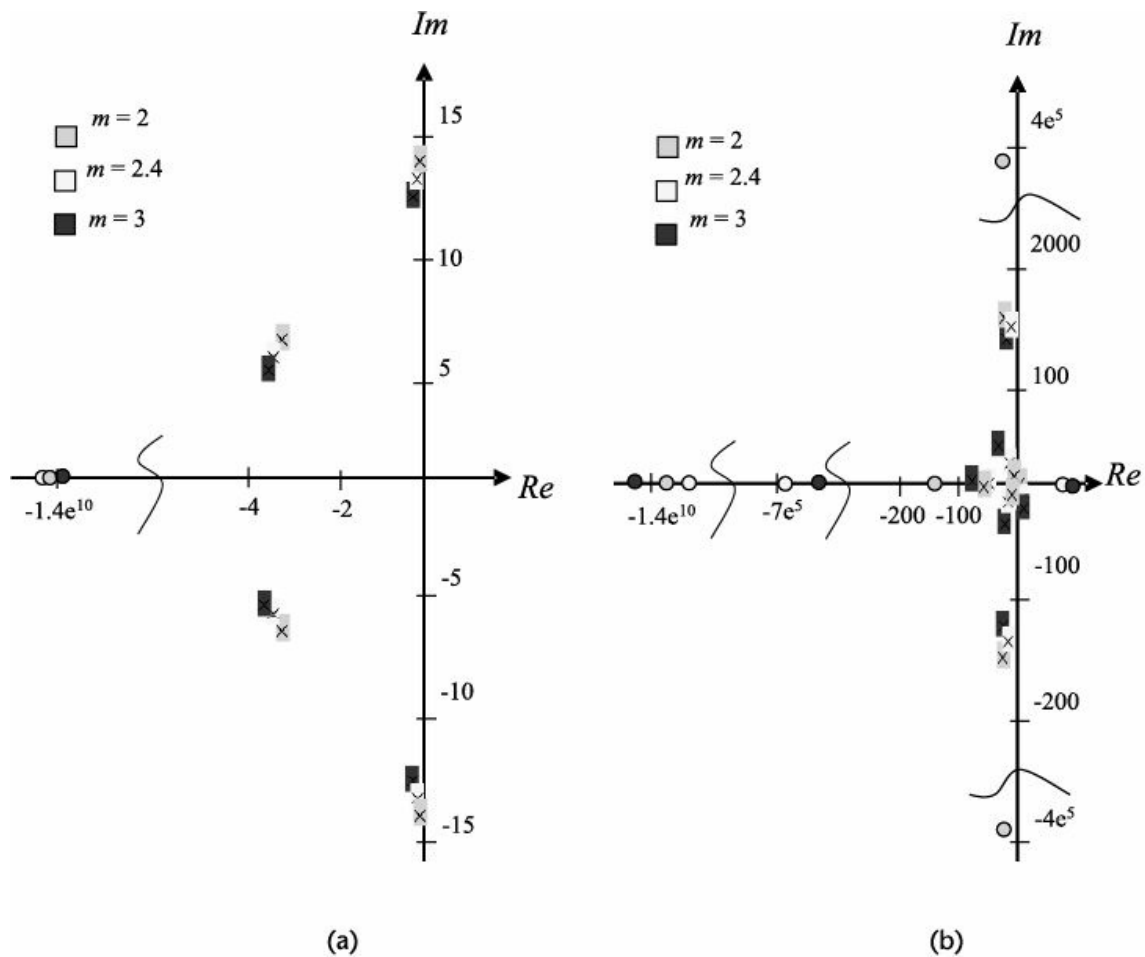 Im
15
m = 2
m = 2.4
m = 3
10
5
Re
-1.4e¹⁰
-4
-2
-5
-10
-15
(a)
Im
4e⁵
m = 2
m = 2.4
m = 3
2000
100
Re
-1.4e¹⁰
-7e⁵
-200
-100
-100
-200
-4e⁵
(b)